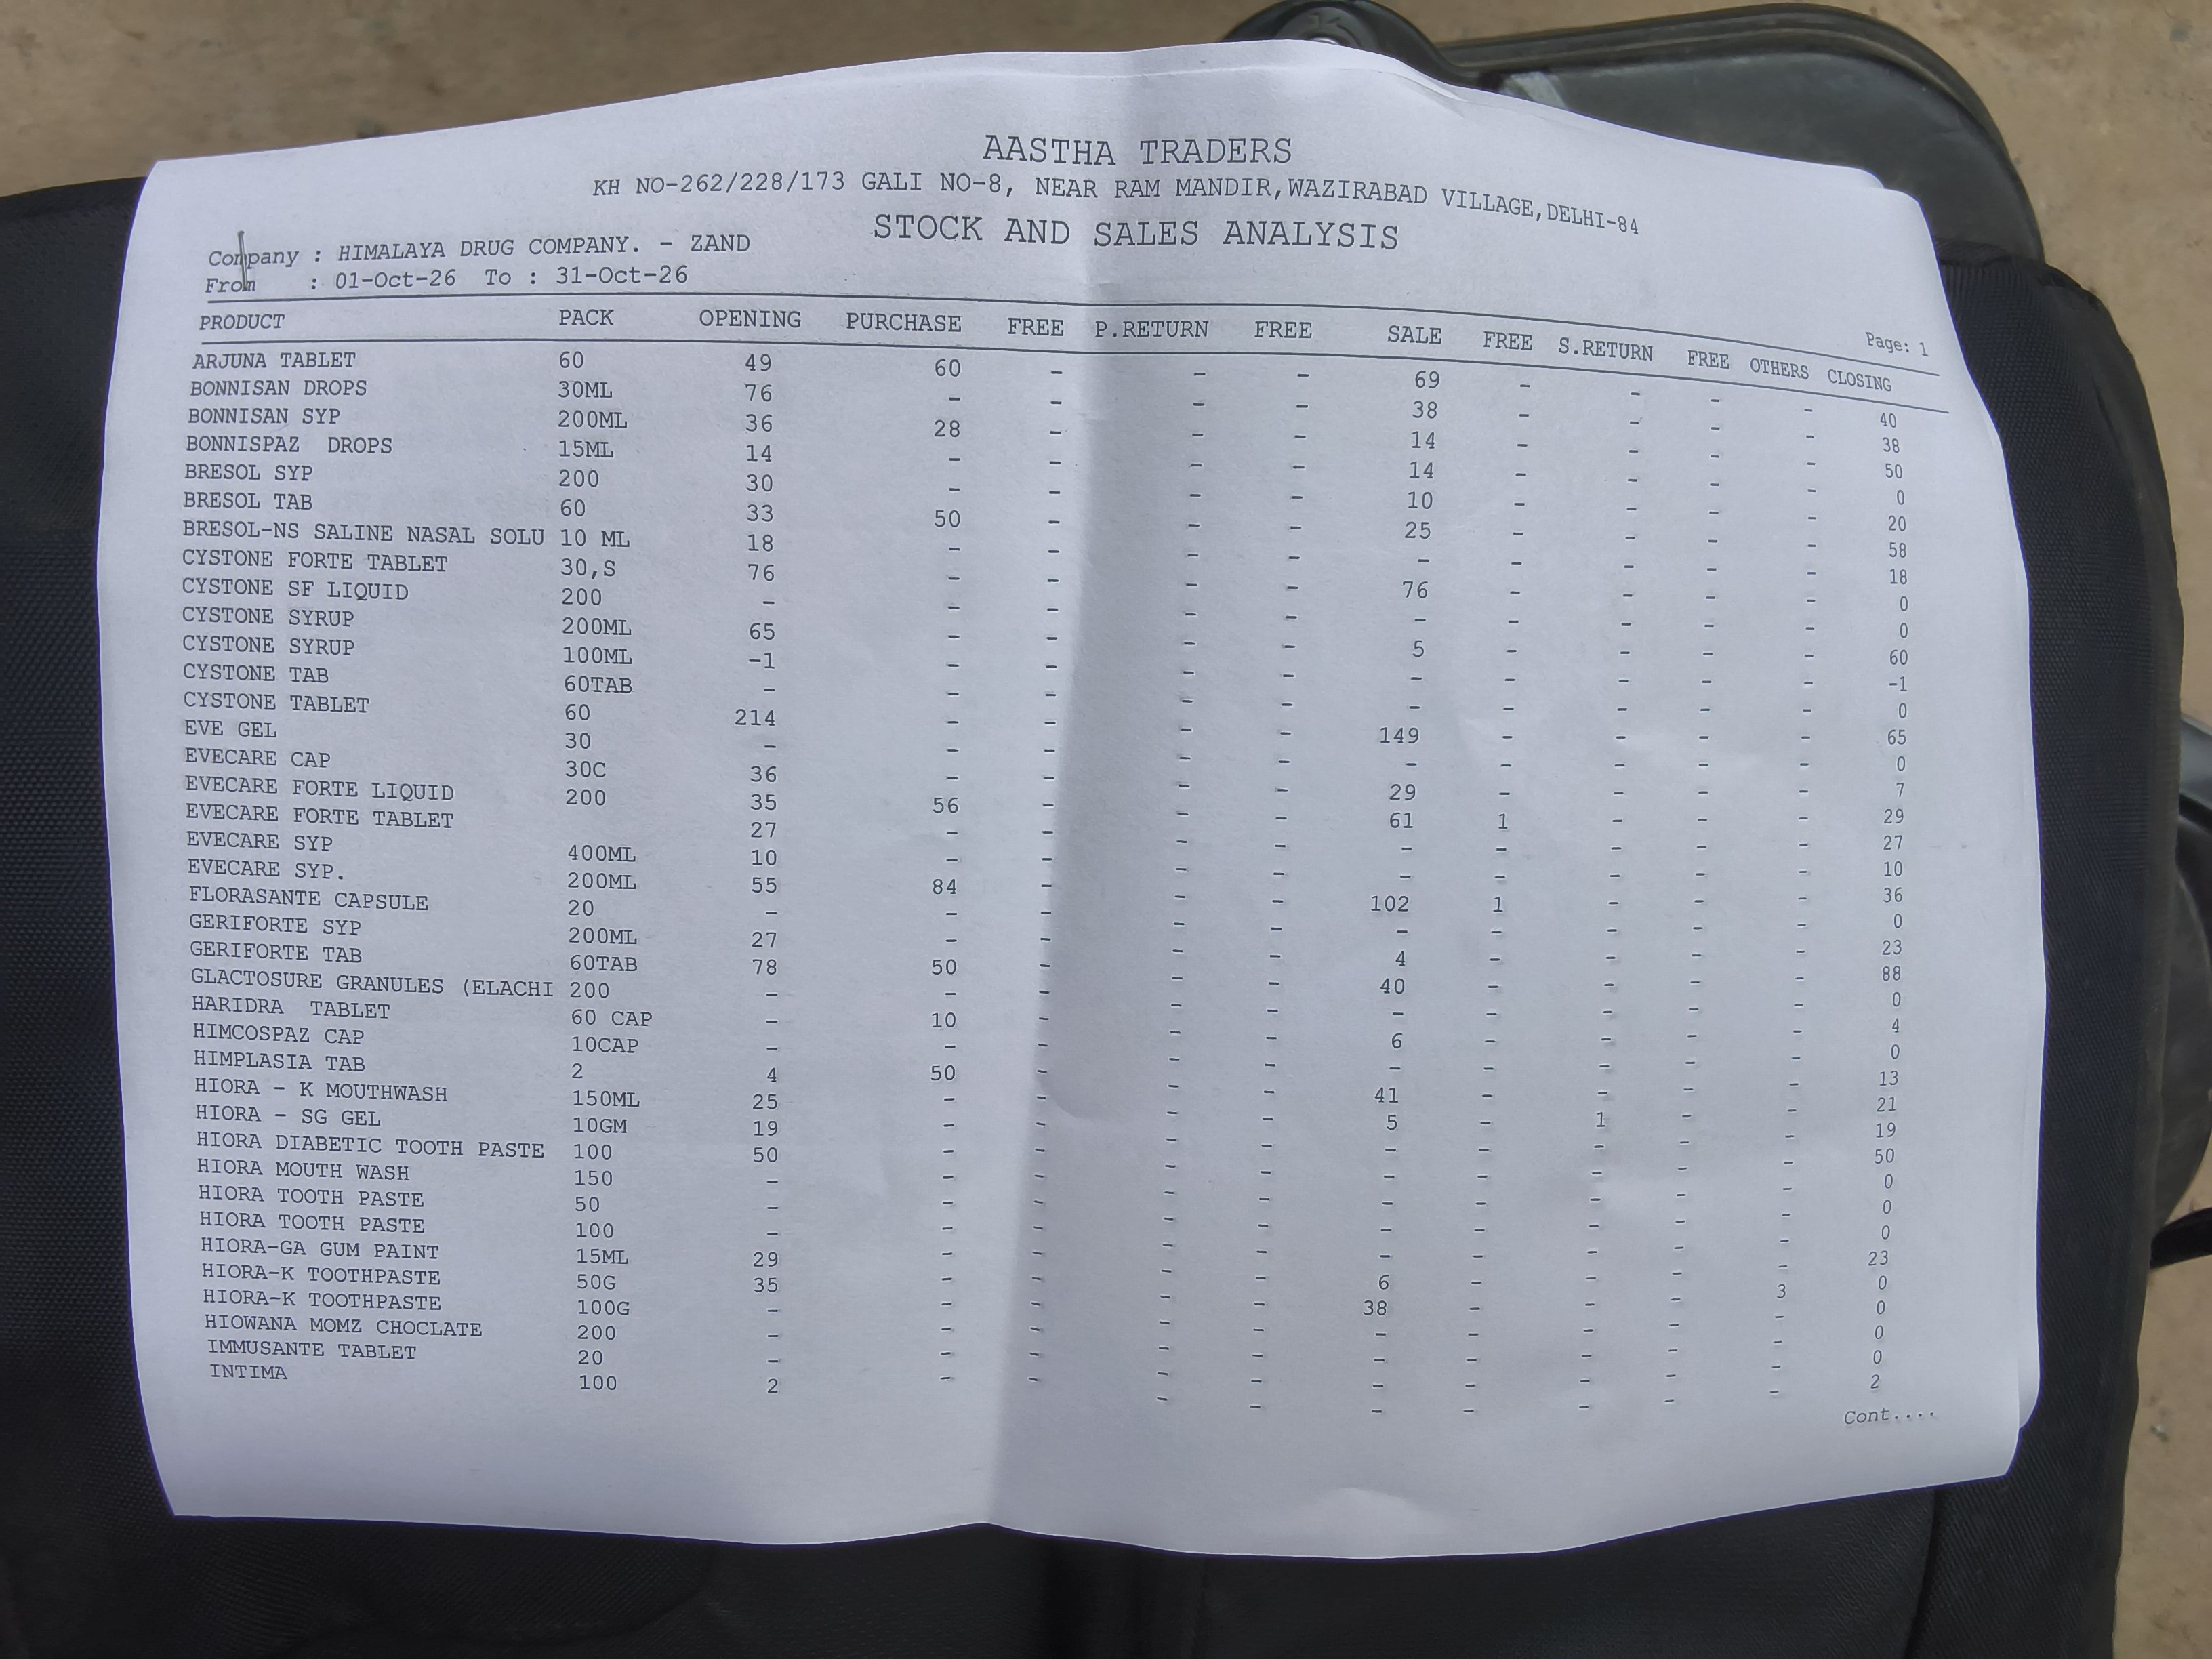 AASTHA TRADERS
KH NO-262/228/173 GALI NO-8, NEAR RAM MANDIR,WAZIRABAD VILLAGE,DELHI-84
STOCK AND SALES ANALYSIS
Company : HIMALAYA DRUG COMPANY. - ZAND
From : 01-Oct-26 To : 31-Oct-26
Page: 1
PRODUCT PACK OPENING PURCHASE FREE P.RETURN FREE SALE FREE S.RETURN FREE OTHERS CLOSING
ARJUNA TABLET 60 49 60 - - - 69 - - - - 40
BONNISAN DROPS 30ML 76 - - - - 38 - - - - 38
BONNISAN SYP 200ML 36 28 - - - 14 - - - - 50
BONNISPAZ DROPS 15ML 14 - - - - 14 - - - - 0
BRESOL SYP 200 30 - - - - 10 - - - - 20
BRESOL TAB 60 33 50 - - - 25 - - - - 58
BRESOL-NS SALINE NASAL SOLU 10 ML 18 - - - - - - - - - 18
CYSTONE FORTE TABLET 30,S 76 - - - - 76 - - - - 0
CYSTONE SF LIQUID 200 - - - - - - - - - - 0
CYSTONE SYRUP 200ML 65 - - - - 5 - - - - 60
CYSTONE SYRUP 100ML -1 - - - - - - - - - -1
CYSTONE TAB 60TAB - - - - - - - - - - 0
CYSTONE TABLET 60 214 - - - - 149 - - - - 65
EVE GEL 30 - - - - - - - - - - 0
EVECARE CAP 30C 36 - - - - 29 - - - - 7
EVECARE FORTE LIQUID 200 35 56 - - - 61 1 - - - 29
EVECARE FORTE TABLET 27 - - - - - - - - - 27
EVECARE SYP 400ML 10 - - - - - - - - - 10
EVECARE SYP. 200ML 55 84 - - - 102 1 - - - 36
FLORASANTE CAPSULE 20 - - - - - - - - - - 0
GERIFORTE SYP 200ML 27 - - - - 4 - - - - 23
GERIFORTE TAB 60TAB 78 50 - - - 40 - - - - 88
GLACTOSURE GRANULES (ELACHI 200 - - - - - - - - - - 0
HARIDRA TABLET 60 CAP - 10 - - - 6 - - - - 4
HIMCOSPAZ CAP 10CAP - - - - - - - - - - 0
HIMPLASIA TAB 2 4 50 - - - 41 - - - - 13
HIORA - K MOUTHWASH 150ML 25 - - - - 5 - 1 - - 21
HIORA - SG GEL 10GM 19 - - - - - - - - - 19
HIORA DIABETIC TOOTH PASTE 100 50 - - - - - - - - - 50
HIORA MOUTH WASH 150 - - - - - - - - - - 0
HIORA TOOTH PASTE 50 - - - - - - - - - - 0
HIORA TOOTH PASTE 100 - - - - - - - - - - 0
HIORA-GA GUM PAINT 15ML 29 - - - - 6 - - - - 23
HIORA-K TOOTHPASTE 50G 35 - - - - 38 - - - 3 0
HIORA-K TOOTHPASTE 100G - - - - - - - - - - 0
HIOWANA MOMZ CHOCLATE 200 - - - - - - - - - - 0
IMMUSANTE TABLET 20 - - - - - - - - - - 0
INTIMA 100 2 - - - - - - - - - 2
Cont....